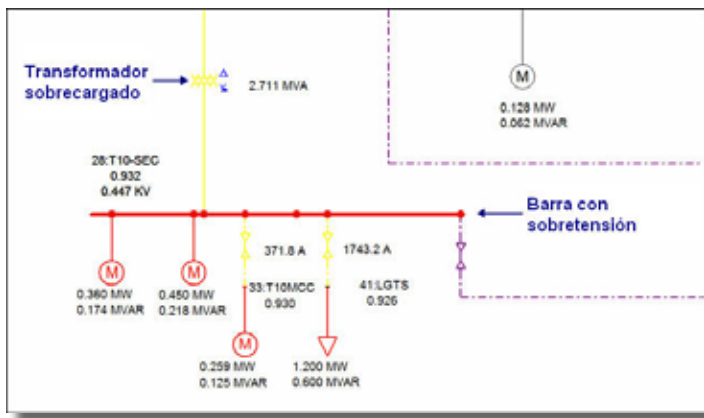 Transformador
sobrecargado
2.711 MVA
M
0.128 MW
0.062 MVAR
28:T10-SEC
0.932
0.447 KV
Barra con
sobretensión
371.8 A
1743.2 A
M
M
0.360 MW
0.174 MVAR
0.450 MW
0.218 MVAR
33:T10MCC
0.930
41:LGTS
0.926
M
0.259 MW
0.125 MVAR
1.200 MW
0.600 MVAR